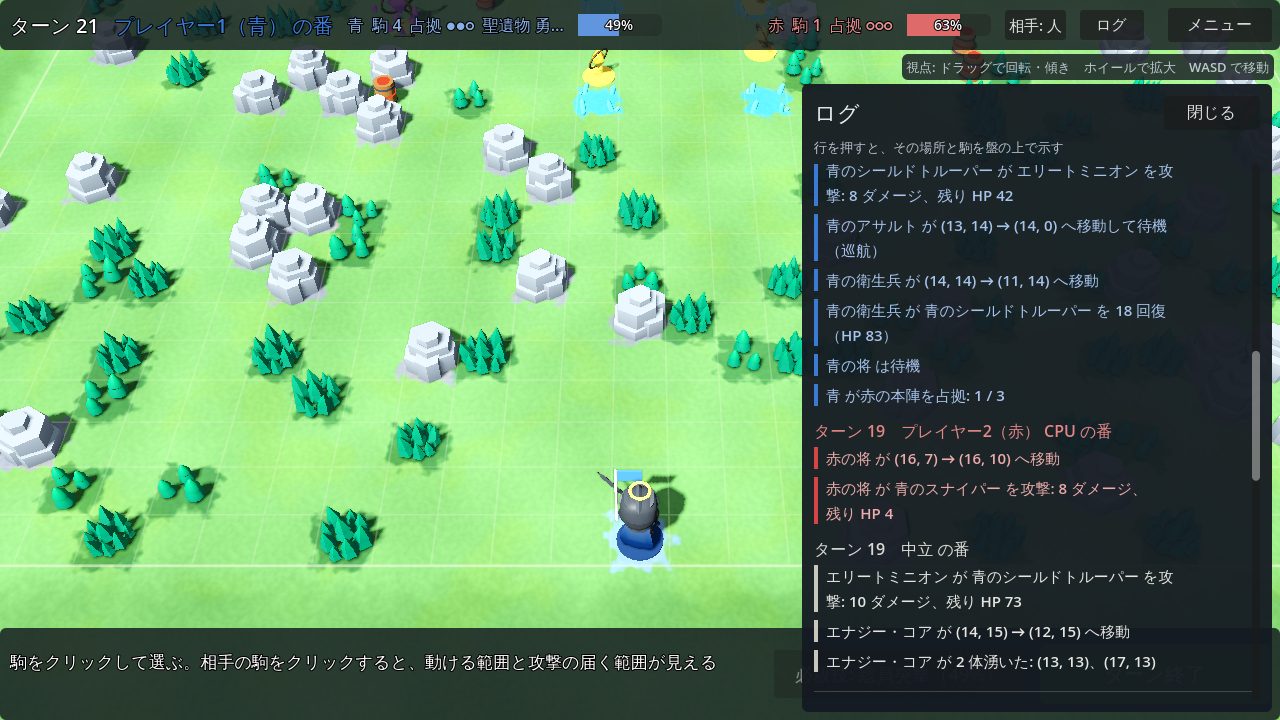 ターン 21 プレイヤー1（青） の番 青 駒 4 占拠 ●●○ 聖遺物 勇... 49% 赤 駒 1 占拠 ○○○ 63% 相手: 人 ログ メニュー
視点: ドラッグで回転・傾き ホイールで拡大 WASD で移動
ログ 閉じる
行を押すと、その場所と駒を盤の上で示す
青のシールドトルーパー が エリートミニオン を攻
撃: 8 ダメージ、残り HP 42
青のアサルト が (13, 14) → (14, 0) へ移動して待機
（巡航）
青の衛生兵 が (14, 14) → (11, 14) へ移動
青の衛生兵 が 青のシールドトルーパー を 18 回復
（HP 83）
青の将 は待機
青 が赤の本陣を占拠: 1 / 3
ターン 19 プレイヤー2（赤） CPU の番
赤の将 が (16, 7) → (16, 10) へ移動
赤の将 が 青のスナイパー を攻撃: 8 ダメージ、
残り HP 4
ターン 19 中立 の番
エリートミニオン が 青のシールドトルーパー を攻
撃: 10 ダメージ、残り HP 73
エナジー・コア が (14, 15) → (12, 15) へ移動
エナジー・コア が 2 体湧いた: (13, 13)、(17, 13)
駒をクリックして選ぶ。相手の駒をクリックすると、動ける範囲と攻撃の届く範囲が見える